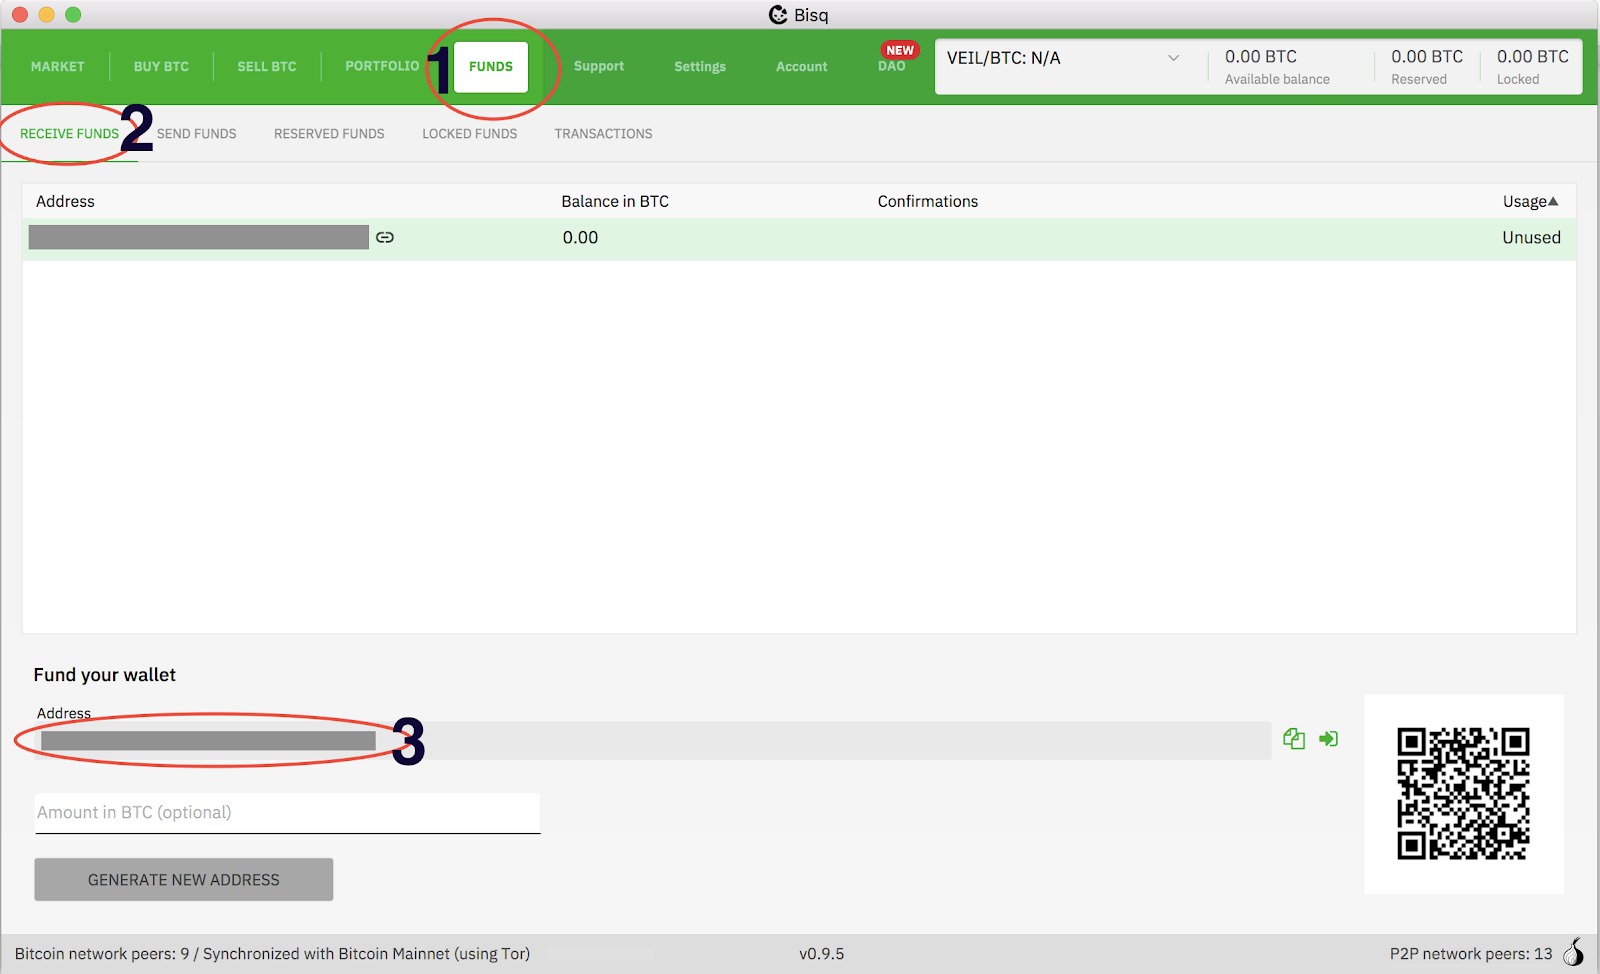 Bisq
MARKET BUY BTC SELL BTC PORTFOLIO 1 FUNDS Support Settings Account NEW DAO VEIL/BTC: N/A 0.00 BTC Available balance 0.00 BTC Reserved 0.00 BTC Locked
RECEIVE FUNDS 2 SEND FUNDS RESERVED FUNDS LOCKED FUNDS TRANSACTIONS
Address Balance in BTC Confirmations Usage▲
0.00 Unused
Fund your wallet
Address
3
Amount in BTC (optional)
GENERATE NEW ADDRESS
Bitcoin network peers: 9 / Synchronized with Bitcoin Mainnet (using Tor) v0.9.5 P2P network peers: 13